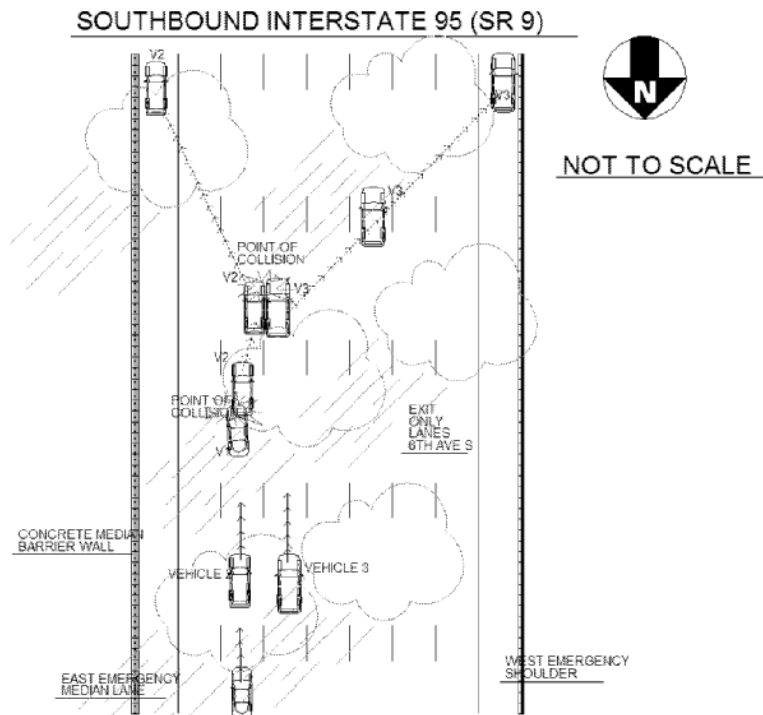 SOUTHBOUND INTERSTATE 95 (SR 9)
V2
V3
N
NOT TO SCALE
V3
POINT OF
COLLISION
V2
V3
V2
POINT OF
COLLISION
V1
EXIT
ONLY
LANES
6TH AVE S
CONCRETE MEDIAN
BARRIER WALL
VEHICLE
VEHICLE 3
EAST EMERGENCY
MEDIAN LANE
WEST EMERGENCY
SHOULDER